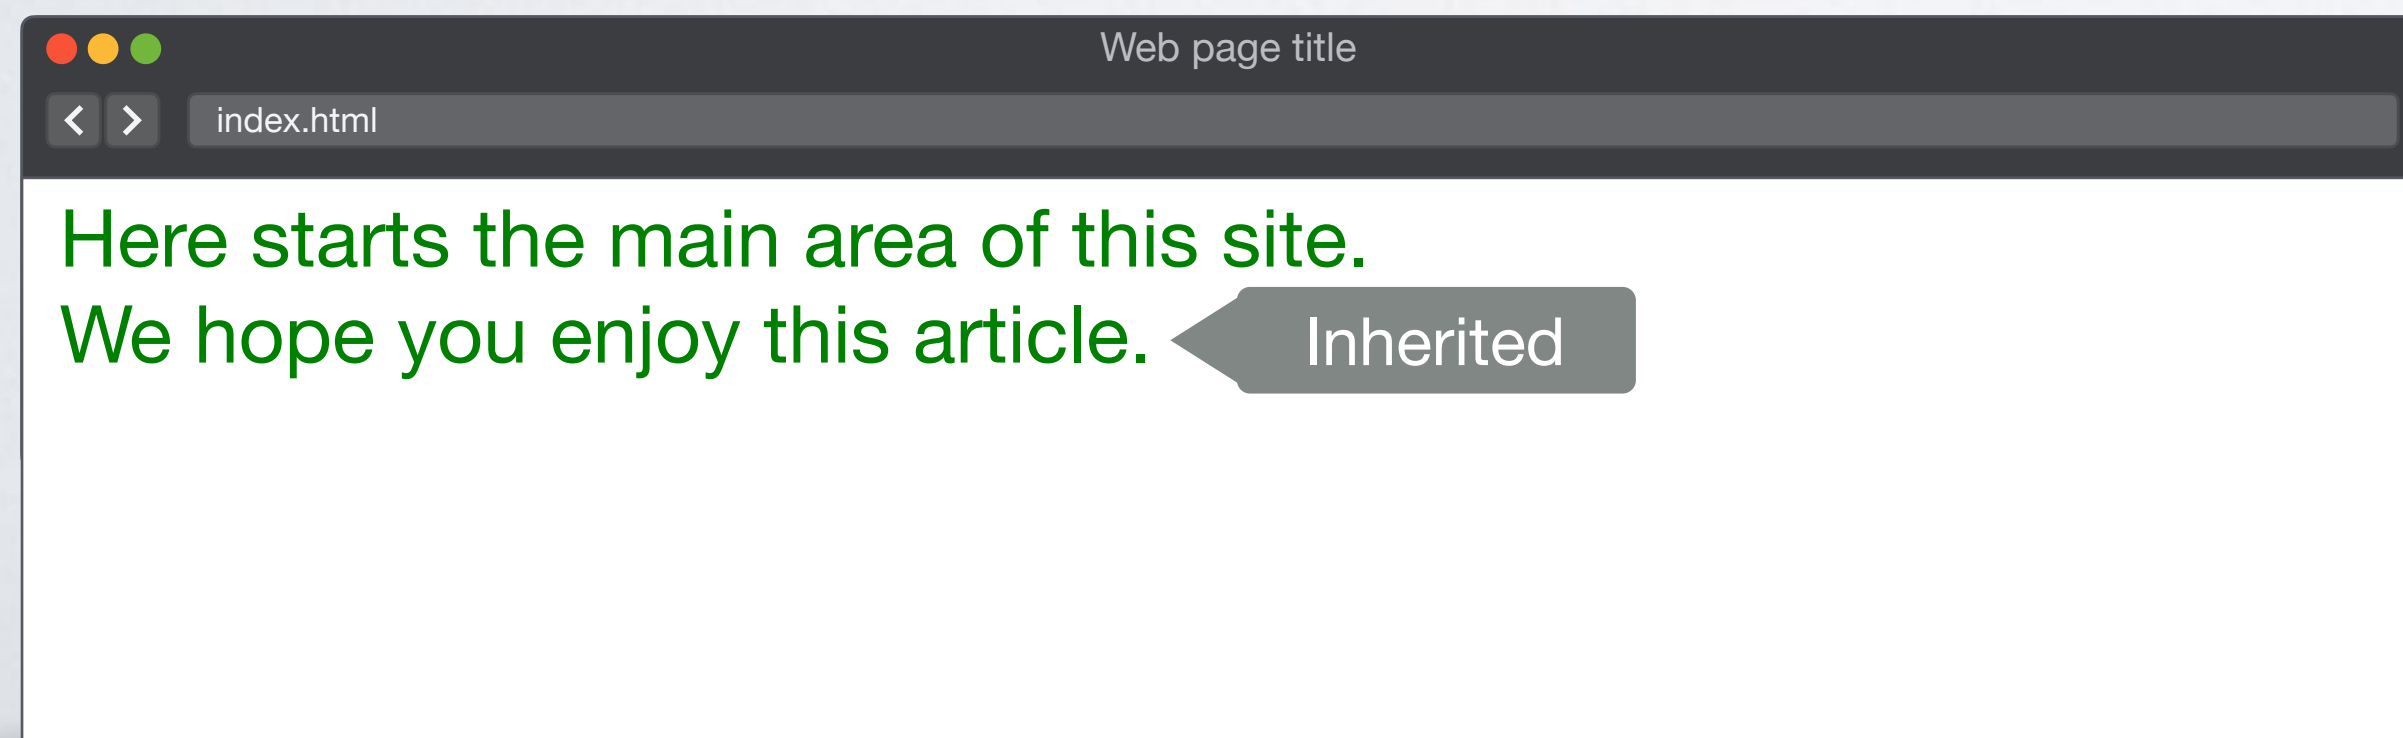 Web page title
index.html
Here starts the main area of this site.
We hope you enjoy this article.
Inherited